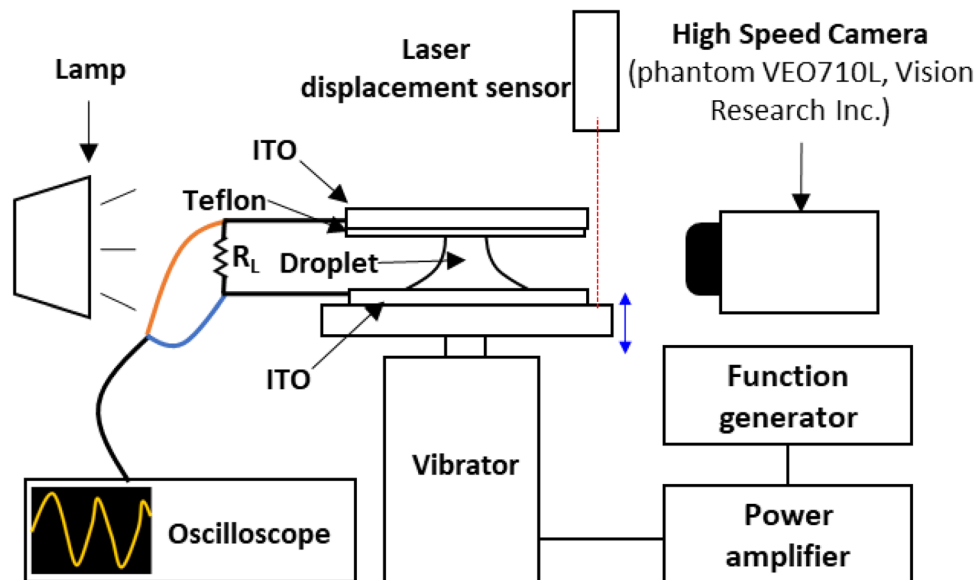 Lamp
Laser
displacement sensor
High Speed Camera
(phantom VEO710L, Vision
Research Inc.)
ITO
Teflon
R_L
Droplet
ITO
Vibrator
Function
generator
Power
amplifier
Oscilloscope